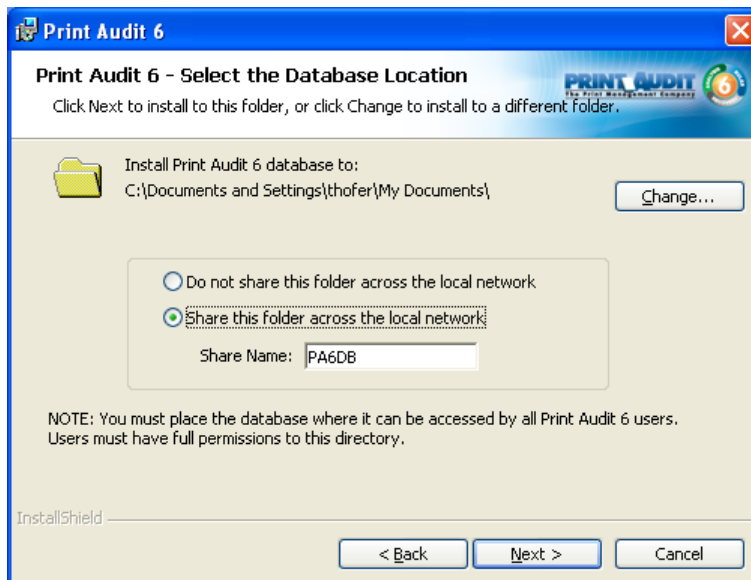 Print Audit 6
Print Audit 6 - Select the Database Location
PRINT AUDIT 6
The Print Management Company
Click Next to install to this folder, or click Change to install to a different folder.
Install Print Audit 6 database to:
C:\Documents and Settings\thofer\My Documents\
Change...
Do not share this folder across the local network
Share this folder across the local network
Share Name: PA6DB
NOTE: You must place the database where it can be accessed by all Print Audit 6 users.
Users must have full permissions to this directory.
InstallShield
< Back Next > Cancel